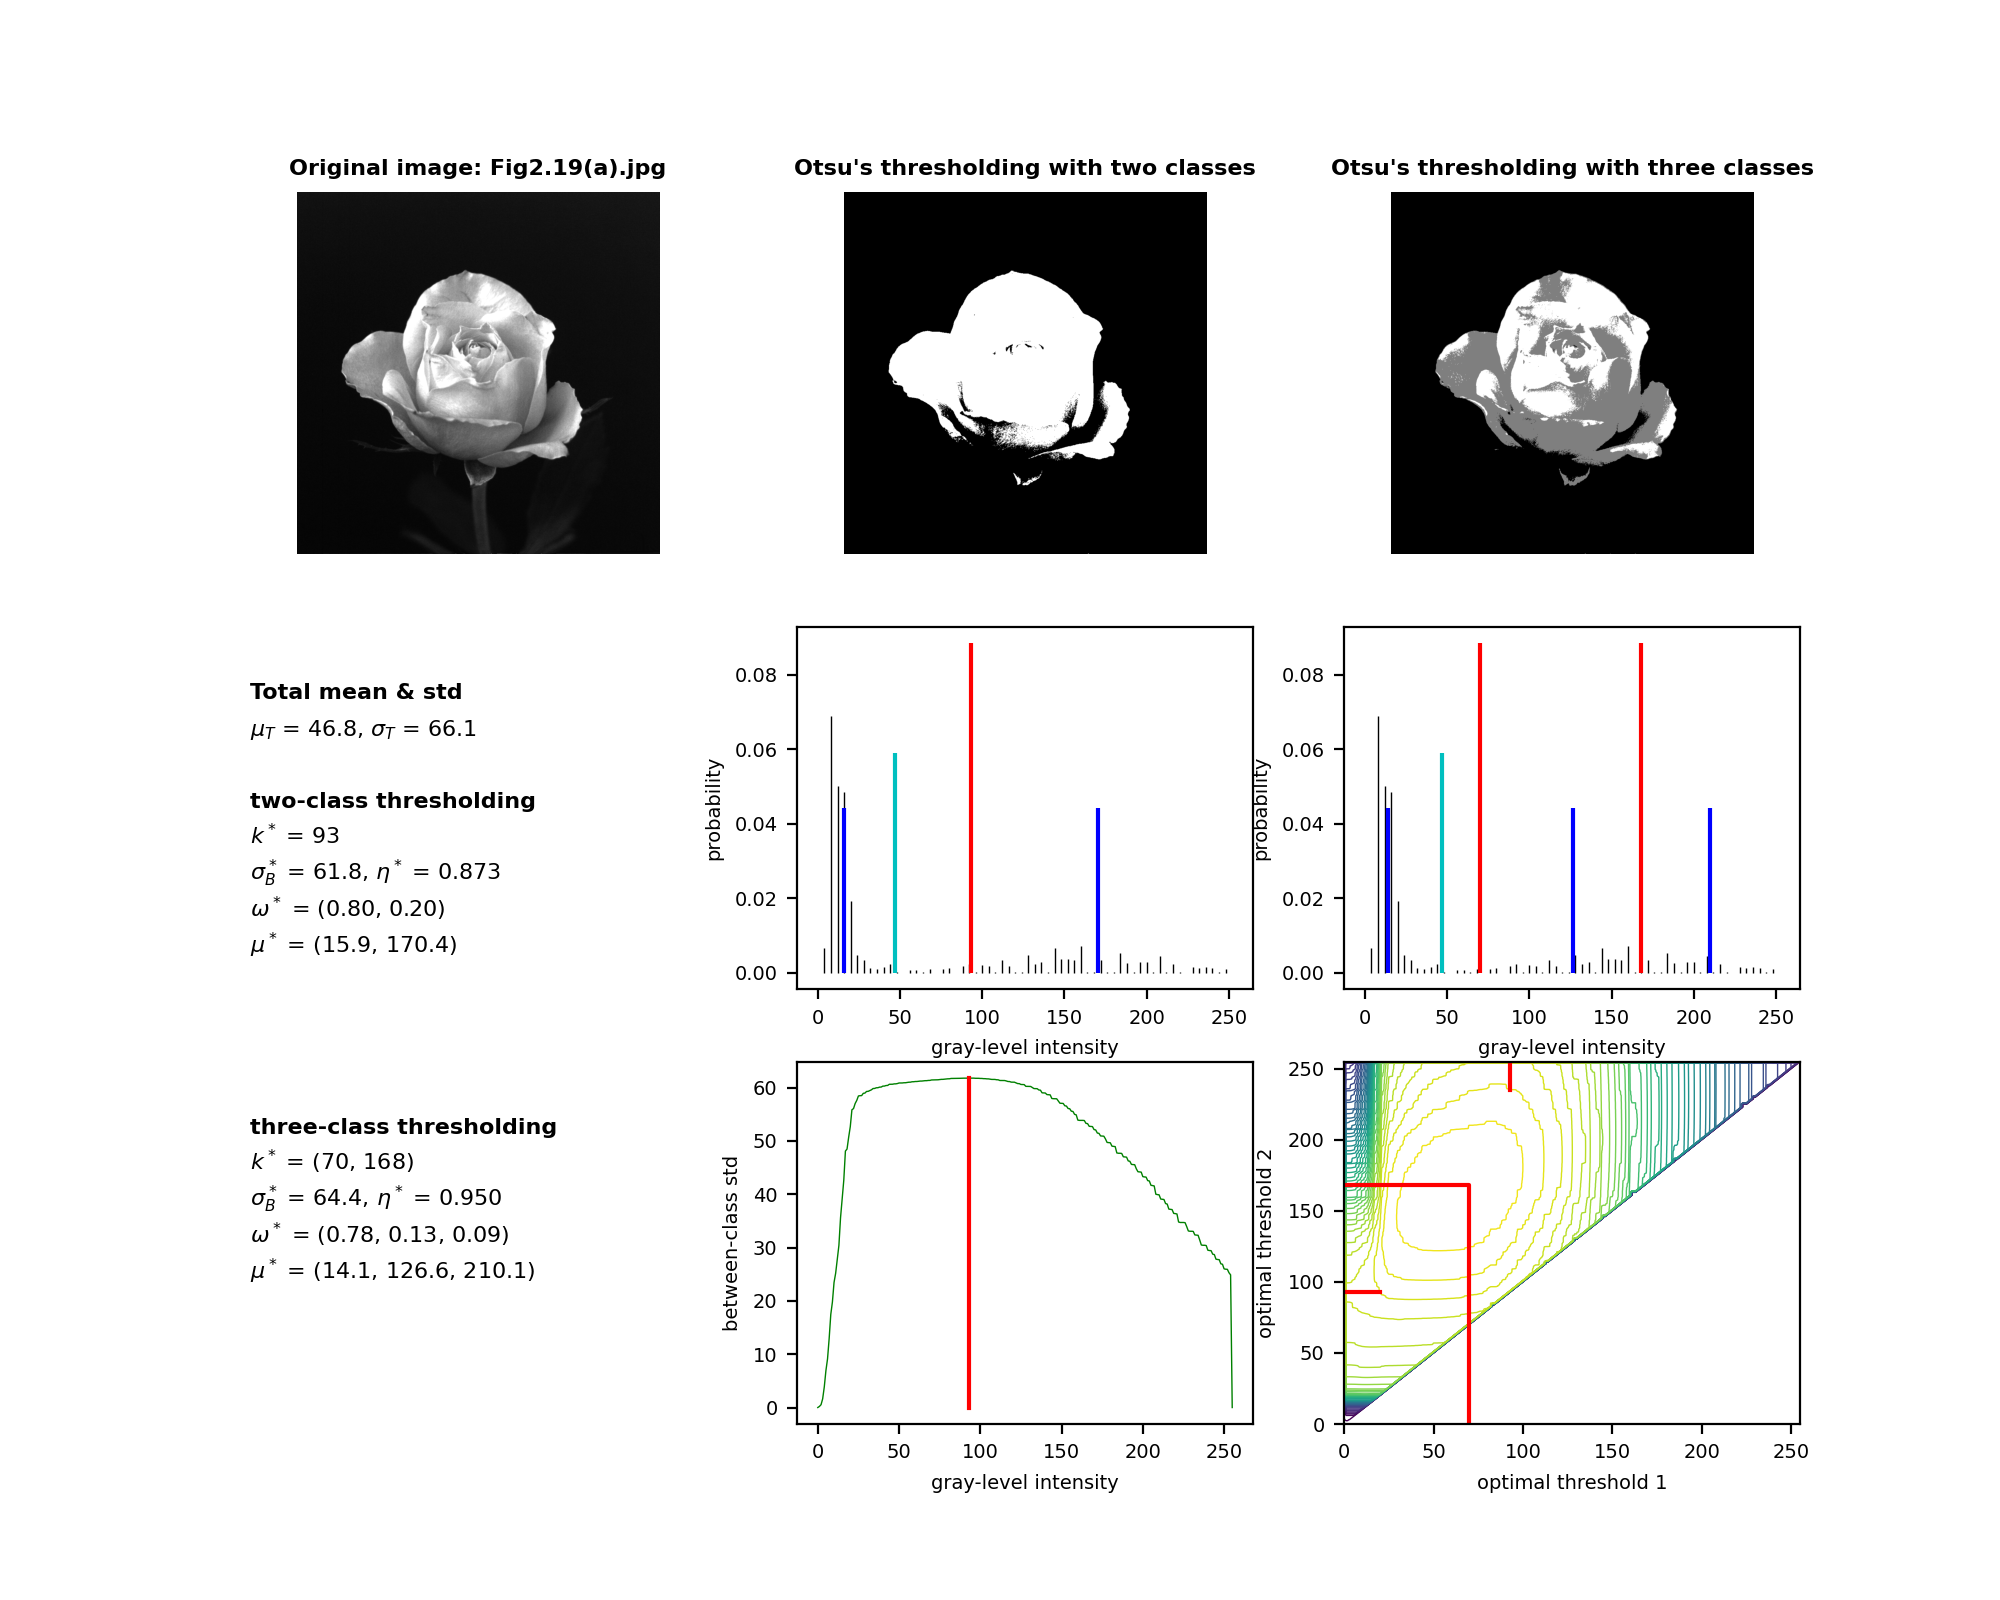 Original image: Fig2.19(a).jpg
Otsu's thresholding with two classes
Otsu's thresholding with three classes
Total mean & std
μ_T = 46.8, σ_T = 66.1
two-class thresholding
k* = 93
σ_B* = 61.8, η* = 0.873
ω* = (0.80, 0.20)
μ* = (15.9, 170.4)
probability
0.08
0.06
0.04
0.02
0.00
0 50 100 150 200 250
gray-level intensity
probability
0.08
0.06
0.04
0.02
0.00
0 50 100 150 200 250
gray-level intensity
three-class thresholding
k* = (70, 168)
σ_B* = 64.4, η* = 0.950
ω* = (0.78, 0.13, 0.09)
μ* = (14.1, 126.6, 210.1)
between-class std
60
50
40
30
20
10
0
0 50 100 150 200 250
gray-level intensity
optimal threshold 2
250
200
150
100
50
0
0 50 100 150 200 250
optimal threshold 1